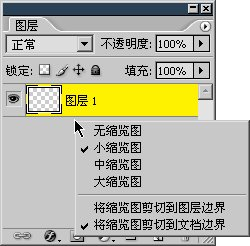 图层
正常 不透明度: 100%
锁定: 填充: 100%
图层 1
无缩览图
小缩览图
中缩览图
大缩览图
将缩览图剪切到图层边界
将缩览图剪切到文档边界